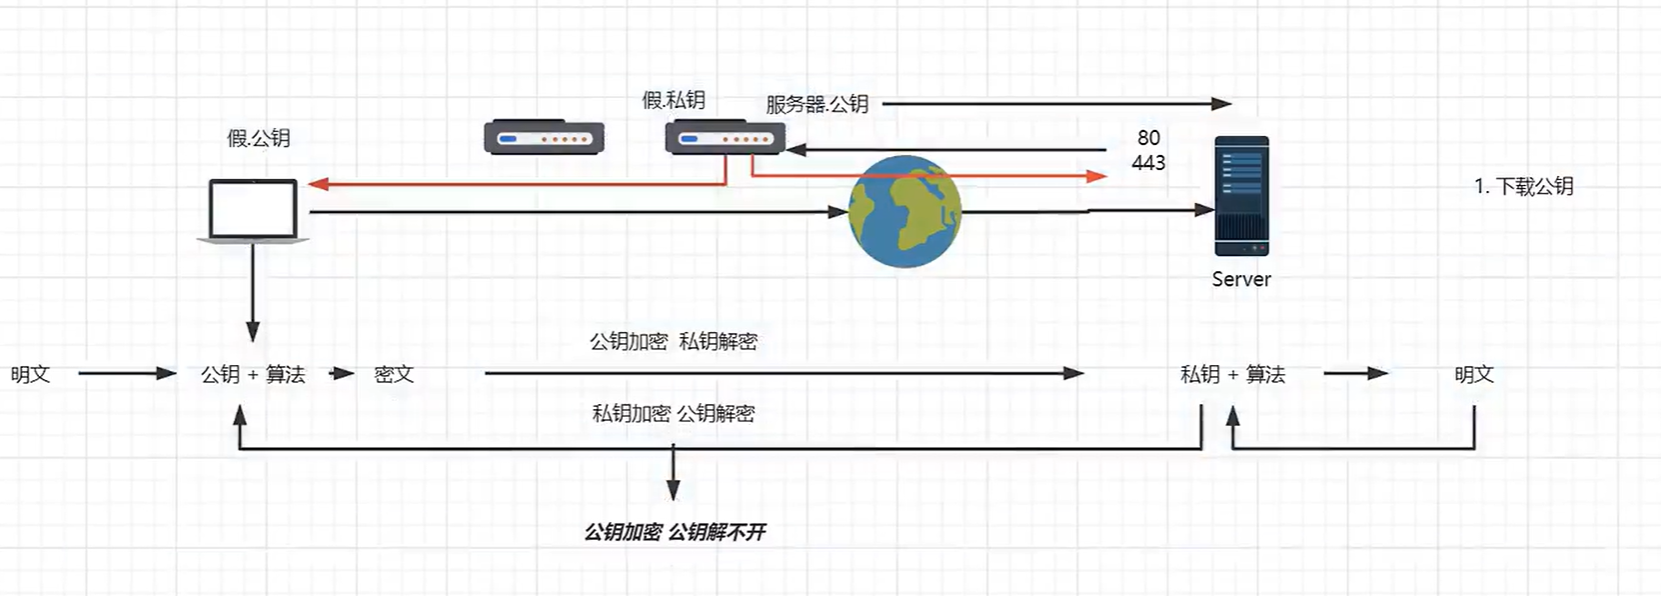 假.私钥
服务器.公钥
假.公钥
80
443
1. 下载公钥
Server
公钥加密 私钥解密
明文
公钥 + 算法
密文
私钥 + 算法
明文
私钥加密 公钥解密
公钥加密 公钥解不开